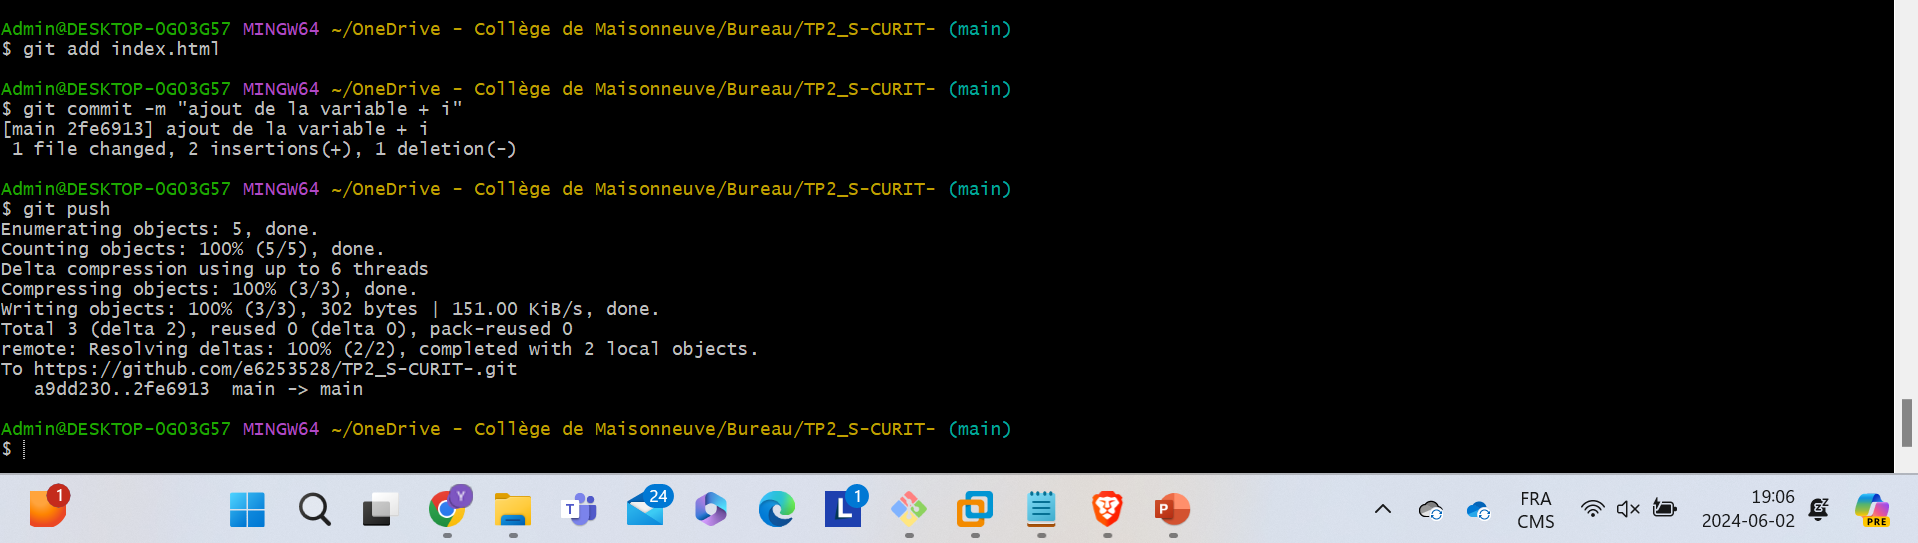 Admin@DESKTOP-0G03G57 MINGW64 ~/OneDrive - Collège de Maisonneuve/Bureau/TP2_S-CURIT- (main)
$ git add index.html
Admin@DESKTOP-0G03G57 MINGW64 ~/OneDrive - Collège de Maisonneuve/Bureau/TP2_S-CURIT- (main)
$ git commit -m "ajout de la variable + i"
[main 2fe6913] ajout de la variable + i
1 file changed, 2 insertions(+), 1 deletion(-)
Admin@DESKTOP-0G03G57 MINGW64 ~/OneDrive - Collège de Maisonneuve/Bureau/TP2_S-CURIT- (main)
$ git push
Enumerating objects: 5, done.
Counting objects: 100% (5/5), done.
Delta compression using up to 6 threads
Compressing objects: 100% (3/3), done.
Writing objects: 100% (3/3), 302 bytes | 151.00 KiB/s, done.
Total 3 (delta 2), reused 0 (delta 0), pack-reused 0
remote: Resolving deltas: 100% (2/2), completed with 2 local objects.
To https://github.com/e6253528/TP2_S-CURIT-.git
a9dd230..2fe6913 main -> main
Admin@DESKTOP-0G03G57 MINGW64 ~/OneDrive - Collège de Maisonneuve/Bureau/TP2_S-CURIT- (main)
$
1
Y
T
24
L
1
P
FRA
CMS
19:06
2024-06-02
PRE